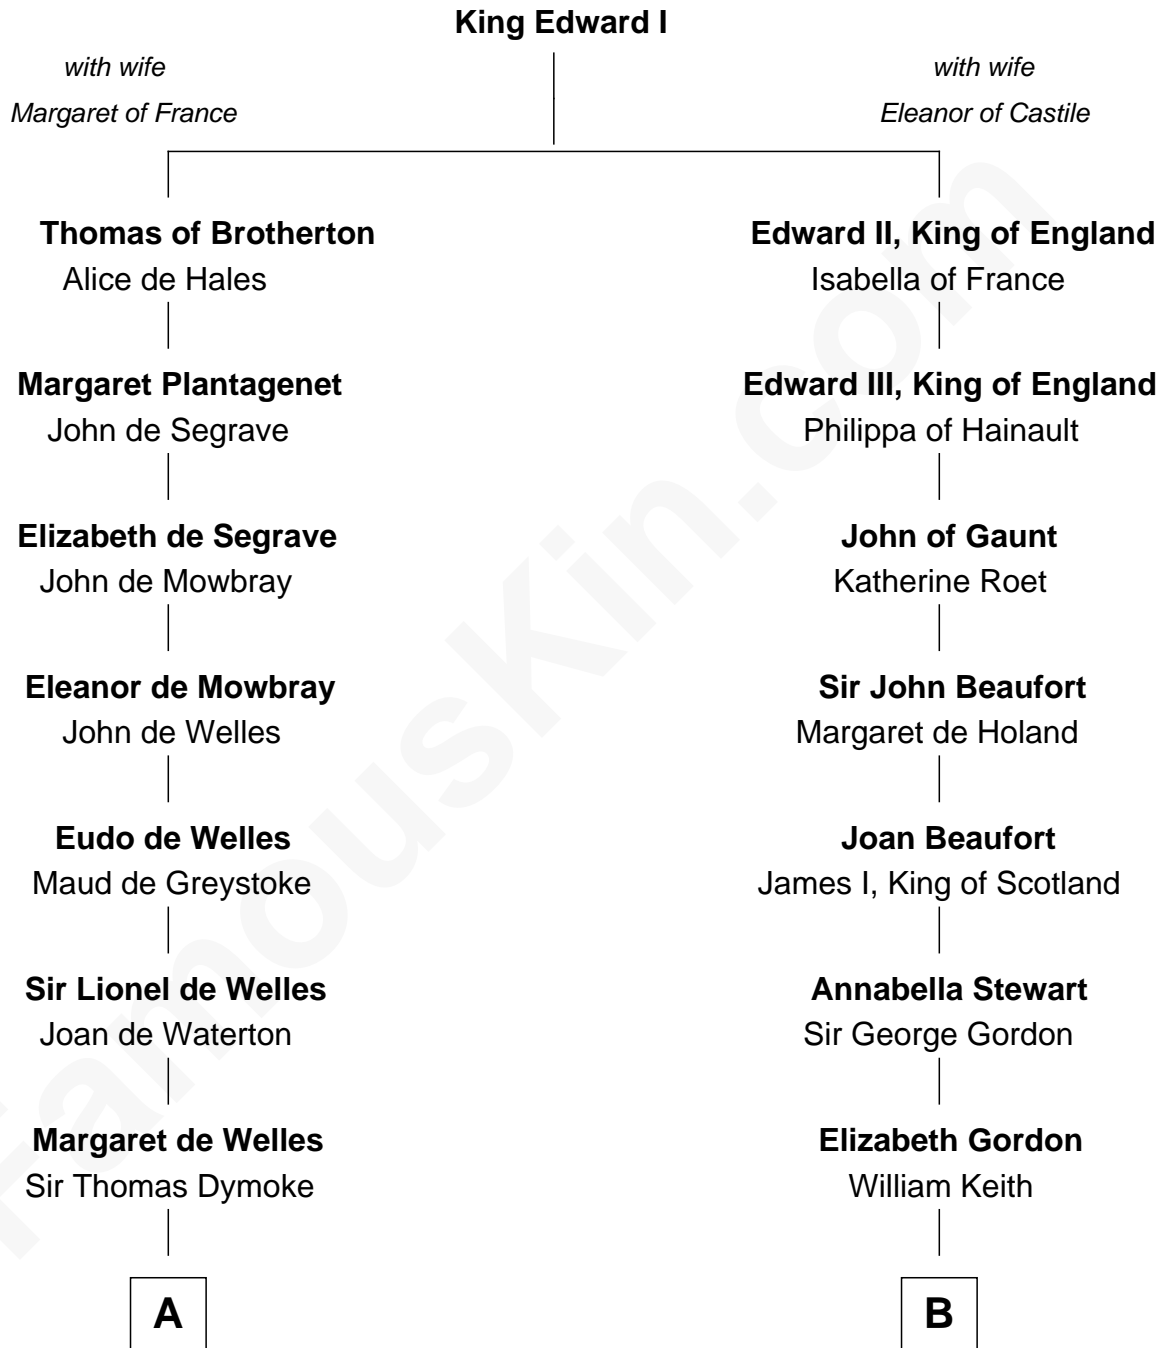 King Edward I
with wife
Margaret of France
with wife
Eleanor of Castile
Thomas of Brotherton
Alice de Hales
Edward II, King of England
Isabella of France
Margaret Plantagenet
John de Segrave
Edward III, King of England
Philippa of Hainault
Elizabeth de Segrave
John de Mowbray
John of Gaunt
Katherine Roet
Eleanor de Mowbray
John de Welles
Sir John Beaufort
Margaret de Holand
Eudo de Welles
Maud de Greystoke
Joan Beaufort
James I, King of Scotland
Sir Lionel de Welles
Joan de Waterton
Annabella Stewart
Sir George Gordon
Margaret de Welles
Sir Thomas Dymoke
Elizabeth Gordon
William Keith
A
B
FamousKin.com